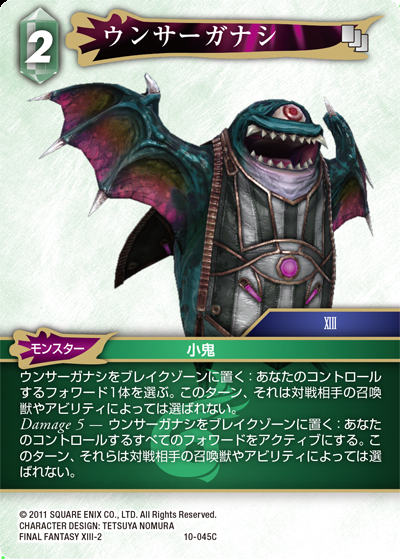 2
ウンサーガナシ
XIII
モンスター
小鬼
ウンサーガナシをブレイクゾーンに置く：あなたのコントロール
するフォワード1体を選ぶ。このターン、それは対戦相手の召喚
獣やアビリティによっては選ばれない。
Damage 5 — ウンサーガナシをブレイクゾーンに置く：あなた
のコントロールするすべてのフォワードをアクティブにする。こ
のターン、それらは対戦相手の召喚獣やアビリティによっては選
ばれない。
© 2011 SQUARE ENIX CO., LTD. All Rights Reserved.
CHARACTER DESIGN: TETSUYA NOMURA
FINAL FANTASY XIII-2 10-045C